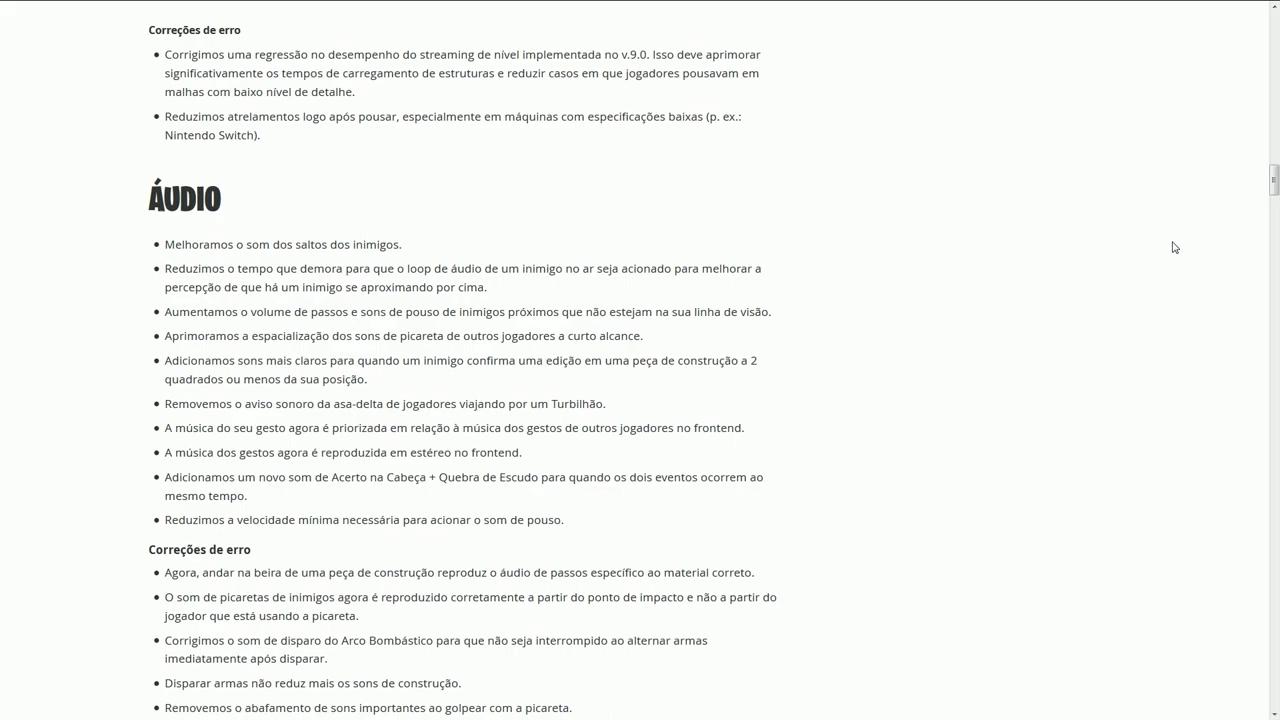 Correções de erro
• Corrigimos uma regressão no desempenho do streaming de nível implementada no v.9.0. Isso deve aprimorar
significativamente os tempos de carregamento de estruturas e reduzir casos em que jogadores pousavam em
malhas com baixo nível de detalhe.
• Reduzimos atrelamentos logo após pousar, especialmente em máquinas com especificações baixas (p. ex.:
Nintendo Switch).
ÁUDIO
• Melhoramos o som dos saltos dos inimigos.
• Reduzimos o tempo que demora para que o loop de áudio de um inimigo no ar seja acionado para melhorar a
percepção de que há um inimigo se aproximando por cima.
• Aumentamos o volume de passos e sons de pouso de inimigos próximos que não estejam na sua linha de visão.
• Aprimoramos a espacialização dos sons de picareta de outros jogadores a curto alcance.
• Adicionamos sons mais claros para quando um inimigo confirma uma edição em uma peça de construção a 2
quadrados ou menos da sua posição.
• Removemos o aviso sonoro da asa-delta de jogadores viajando por um Turbilhão.
• A música do seu gesto agora é priorizada em relação à música dos gestos de outros jogadores no frontend.
• A música dos gestos agora é reproduzida em estéreo no frontend.
• Adicionamos um novo som de Acerto na Cabeça + Quebra de Escudo para quando os dois eventos ocorrem ao
mesmo tempo.
• Reduzimos a velocidade mínima necessária para acionar o som de pouso.
Correções de erro
• Agora, andar na beira de uma peça de construção reproduz o áudio de passos específico ao material correto.
• O som de picaretas de inimigos agora é reproduzido corretamente a partir do ponto de impacto e não a partir do
jogador que está usando a picareta.
• Corrigimos o som de disparo do Arco Bombástico para que não seja interrompido ao alternar armas
imediatamente após disparar.
• Disparar armas não reduz mais os sons de construção.
• Removemos o abafamento de sons importantes ao golpear com a picareta.